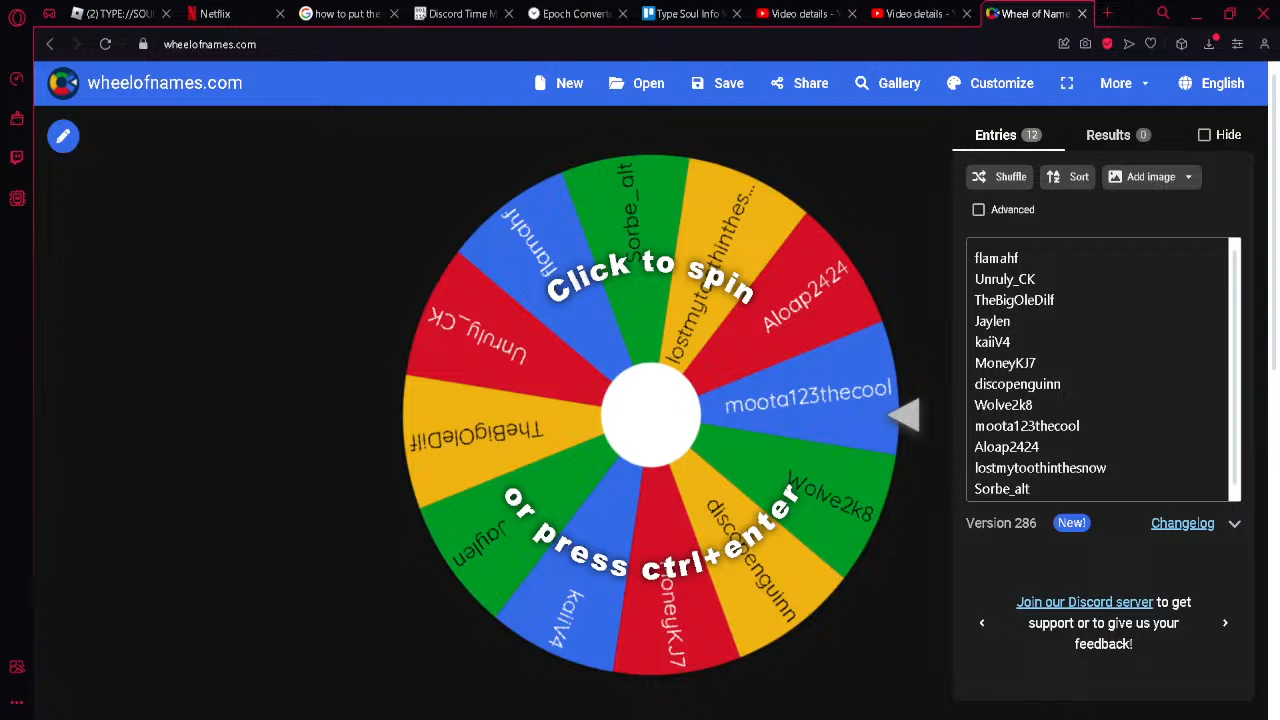 (2) TYPE://SOU
Netflix
how to put the
Discord Time M
Epoch Converte
Type Soul Info V
Video details - Y
Video details - Y
Wheel of Name
wheelofnames.com
wheelofnames.com
New
Open
Save
Share
Gallery
Customize
More
English
Entries 12
Results 0
Hide
Shuffle
Sort
Add image
Advanced
flamahf
Unruly_CK
TheBigOleDilf
Jaylen
kaiiV4
MoneyKJ7
discopenguinn
Wolve2k8
moota123thecool
Aloap2424
lostmytoothinthesnow
Sorbe_alt
Version 286 New! Changelog
Join our Discord server to get
support or to give us your
feedback!
Sorbe_alt
lostmytoothinthes...
Aloap2424
moota123thecool
Wolve2k8
discopenguinn
MoneyKJ7
kaiiV4
Jaylen
TheBigOleDilf
Unruly_CK
flamahf
Click to spin
or press ctrl+enter